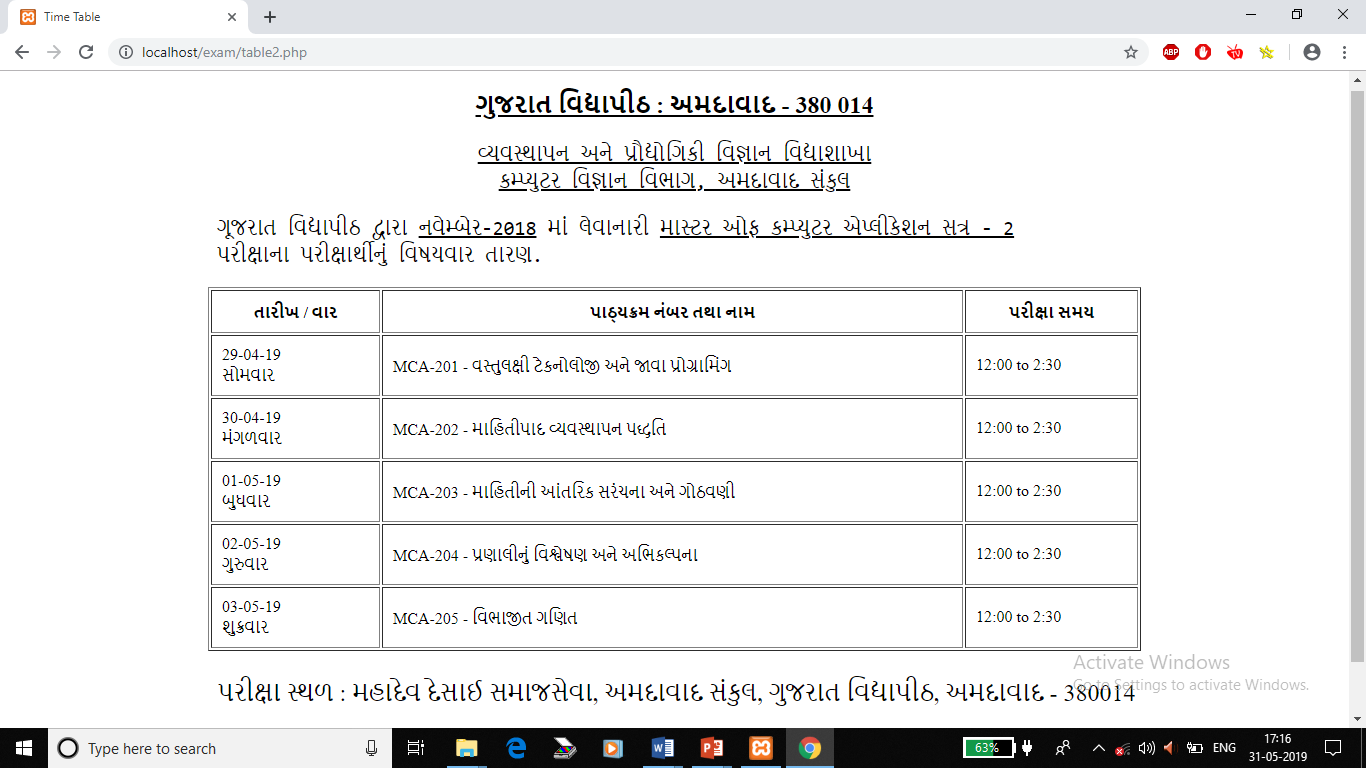 Time Table
localhost/exam/table2.php
ગુજરાત વિદ્યાપીઠ : અમદાવાદ - 380 014
વ્યવસ્થાપન અને પ્રૌદ્યોગિકી વિજ્ઞાન વિદ્યાશાખા
કમ્પ્યુટર વિજ્ઞાન વિભાગ, અમદાવાદ સંકુલ
ગૂજરાત વિદ્યાપીઠ દ્વારા નવેમ્બેર-2018 માં લેવાનારી માસ્ટર ઓફ કમ્પ્યુટર એપ્લીકેશન સત્ર - 2
પરીક્ષાના પરીક્ષાર્થીનું વિષયવાર તારણ.
તારીખ / વાર પાઠ્યક્રમ નંબર તથા નામ પરીક્ષા સમય
29-04-19
સોમવાર
MCA-201 - વસ્તુલક્ષી ટેકનોલોજી અને જાવા પ્રોગ્રામિંગ
12:00 to 2:30
30-04-19
મંગળવાર
MCA-202 - માહિતીપાદ વ્યવસ્થાપન પદ્ધતિ
12:00 to 2:30
01-05-19
બુધવાર
MCA-203 - માહિતીની આંતરિક સરંચના અને ગોઠવણી
12:00 to 2:30
02-05-19
ગુરુવાર
MCA-204 - પ્રણાલીનું વિશ્લેષણ અને અભિકલ્પના
12:00 to 2:30
03-05-19
શુક્રવાર
MCA-205 - વિભાજીત ગણિત
12:00 to 2:30
પરીક્ષા સ્થળ : મહાદેવ દેસાઈ સમાજસેવા, અમદાવાદ સંકુલ, ગુજરાત વિદ્યાપીઠ, અમદાવાદ - 380014
Activate Windows
Go to Settings to activate Windows.
Type here to search
63%
ENG
17:16
31-05-2019